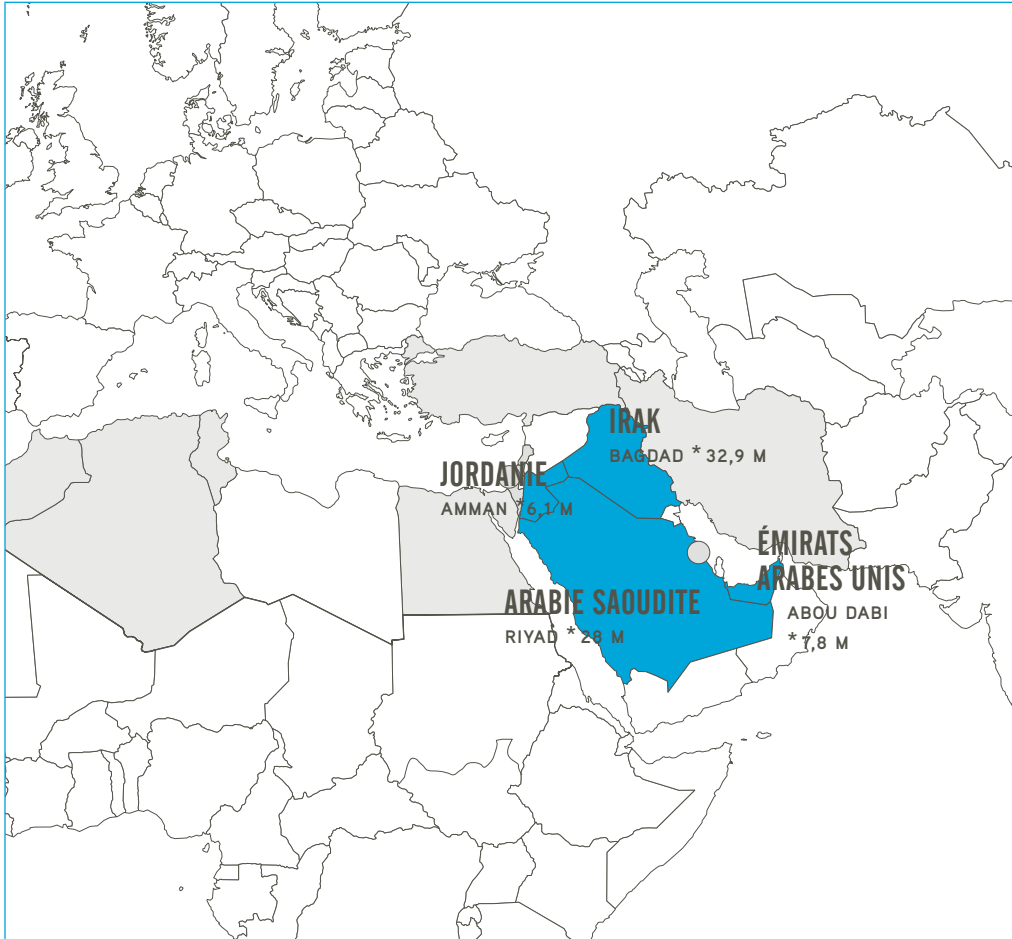 IRAK
BAGDAD * 32,9 M
JORDANIE
AMMAN * 6,1 M
ÉMIRATS
ARABES UNIS
ABOU DABI
* 7,8 M
ARABIE SAOUDITE
RIYAD * 28 M